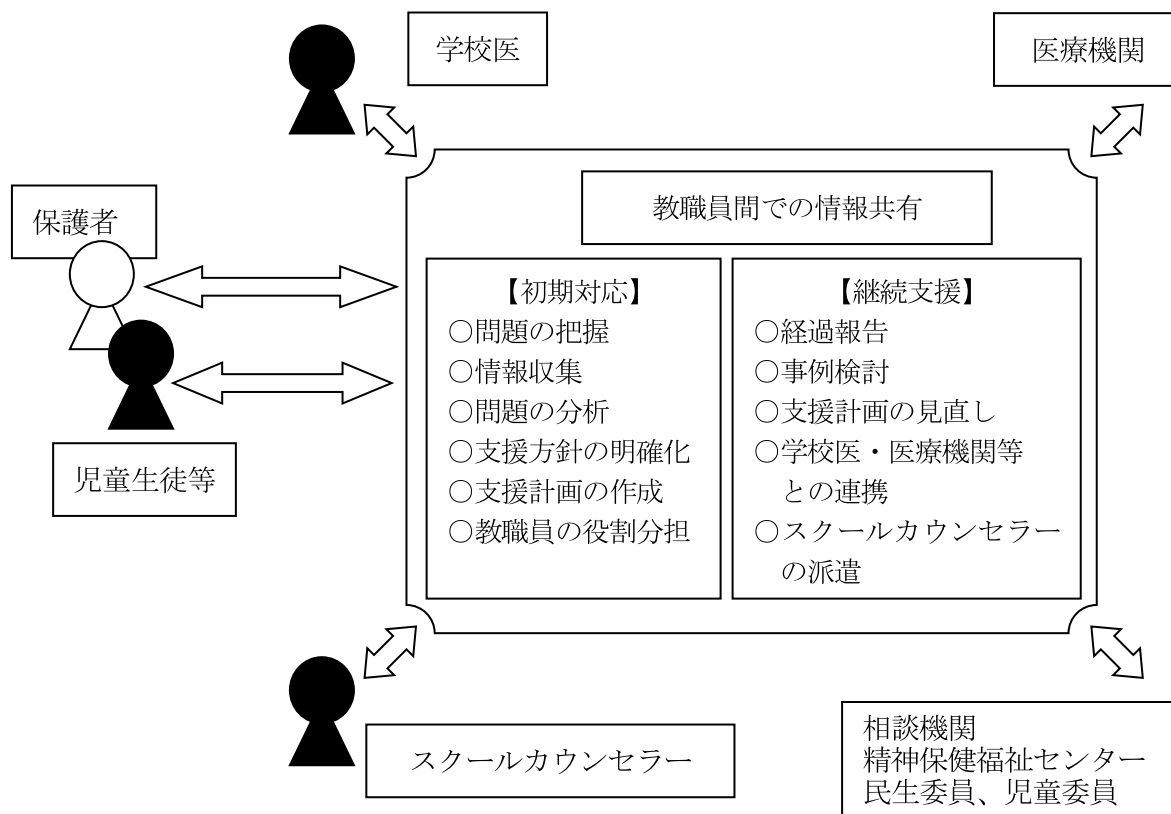 学校医
医療機関
保護者
教職員間での情報共有
【初期対応】
○問題の把握
○情報収集
○問題の分析
○支援方針の明確化
○支援計画の作成
○教職員の役割分担
【継続支援】
○経過報告
○事例検討
○支援計画の見直し
○学校医・医療機関等
との連携
○スクールカウンセラー
の派遣
児童生徒等
スクールカウンセラー
相談機関
精神保健福祉センター
民生委員、児童委員